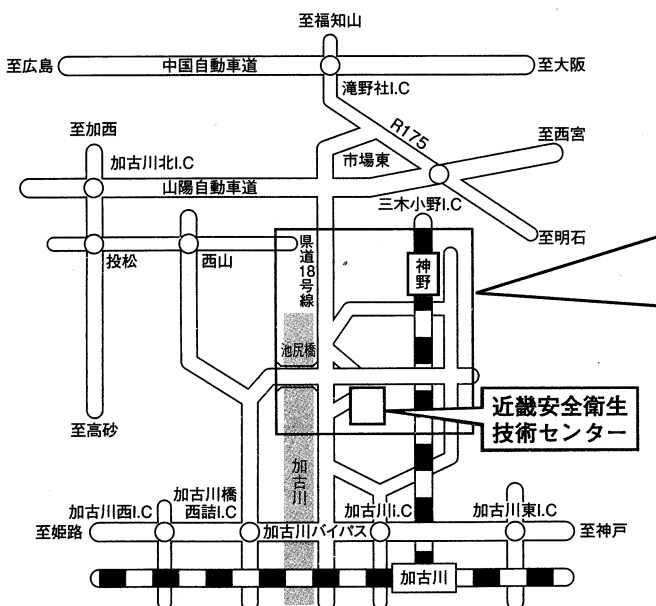 至福知山
至広島
中国自動車道
至大阪
滝野社I.C
R175
至加西
加古川北I.C
市場東
至西宮
山陽自動車道
三木小野I.C
至明石
投松
西山
県道18号線
神野
池尻橋
至高砂
近畿安全衛生
技術センター
加古川
加古川橋
西詰I.C
加古川西I.C
加古川I.C
加古川東I.C
至姫路
加古川バイパス
至神戸
加古川